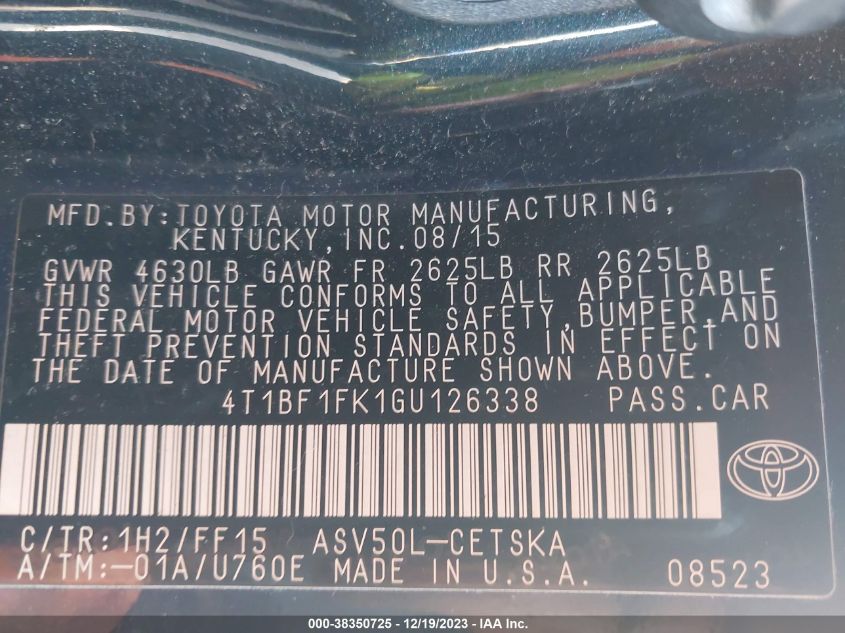 MFD.BY:TOYOTA MOTOR MANUFACTURING,
KENTUCKY,INC.08/15
GVWR 4630LB GAWR FR 2625LB RR 2625LB
THIS VEHICLE CONFORMS TO ALL APPLICABLE
FEDERAL MOTOR VEHICLE SAFETY,BUMPER,AND
THEFT PREVENTION STANDARDS IN EFFECT ON
THE DATE OF MANUFACTURE SHOWN ABOVE.
4T1BF1FK1GU126338 PASS.CAR
C/TR:1H2/FF15 ASV50L-CETSKA
A/TM:-01A/U760E MADE IN U.S.A. 08523
000-38350725 - 12/19/2023 - IAA Inc.